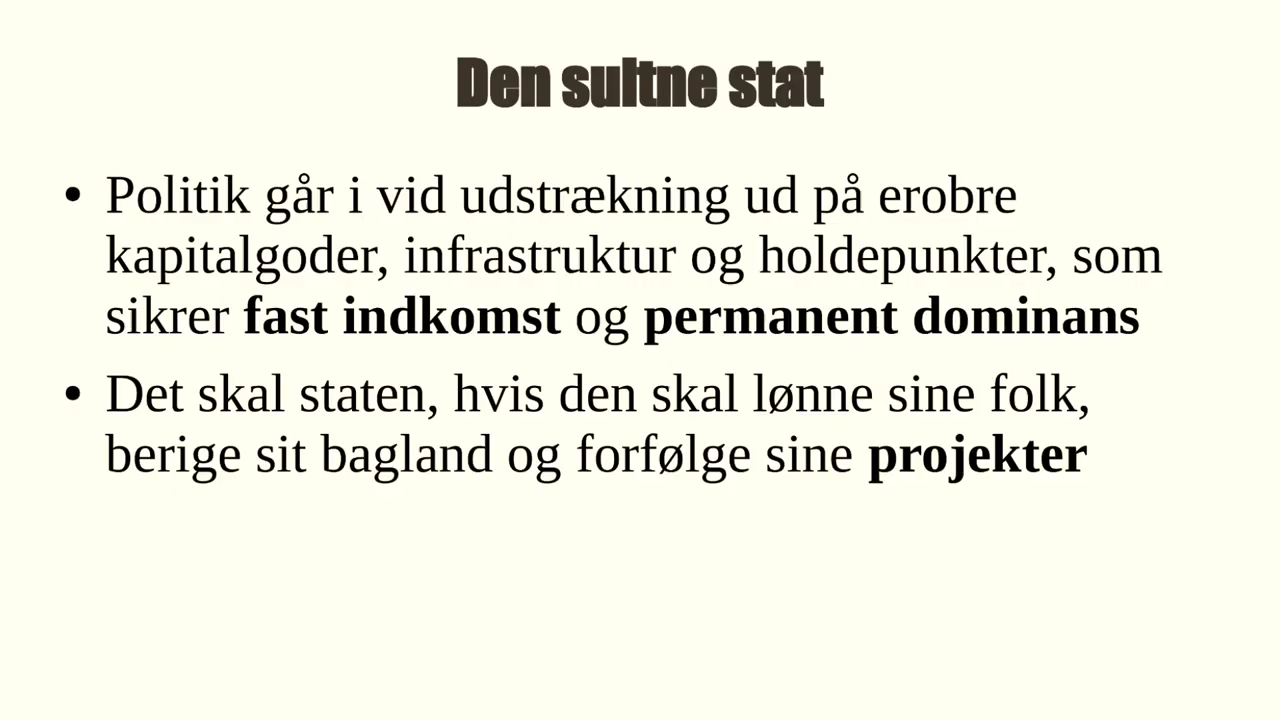 Den sultne stat
• Politik går i vid udstrækning ud på erobre
kapitalgoder, infrastruktur og holdepunkter, som
sikrer fast indkomst og permanent dominans
• Det skal staten, hvis den skal lønne sine folk,
berige sit bagland og forfølge sine projekter